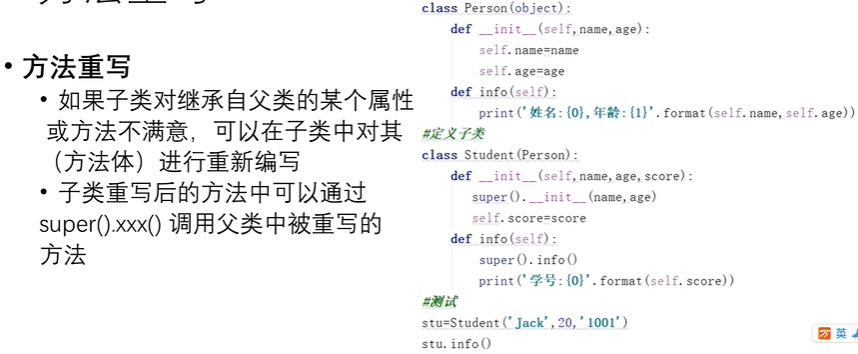 方法重写
• 方法重写
• 如果子类对继承自父类的某个属性
或方法不满意，可以在子类中对其
（方法体）进行重新编写
• 子类重写后的方法中可以通过
super().xxx() 调用父类中被重写的
方法
class Person(object):
    def __init__(self,name,age):
        self.name=name
        self.age=age
    def info(self):
        print('姓名:{0},年龄:{1}'.format(self.name,self.age))
#定义子类
class Student(Person):
    def __init__(self,name,age,score):
        super().__init__(name,age)
        self.score=score
    def info(self):
        super().info()
        print('学号:{0}'.format(self.score))
#测试
stu=Student('Jack',20,'1001')
stu.info()
英